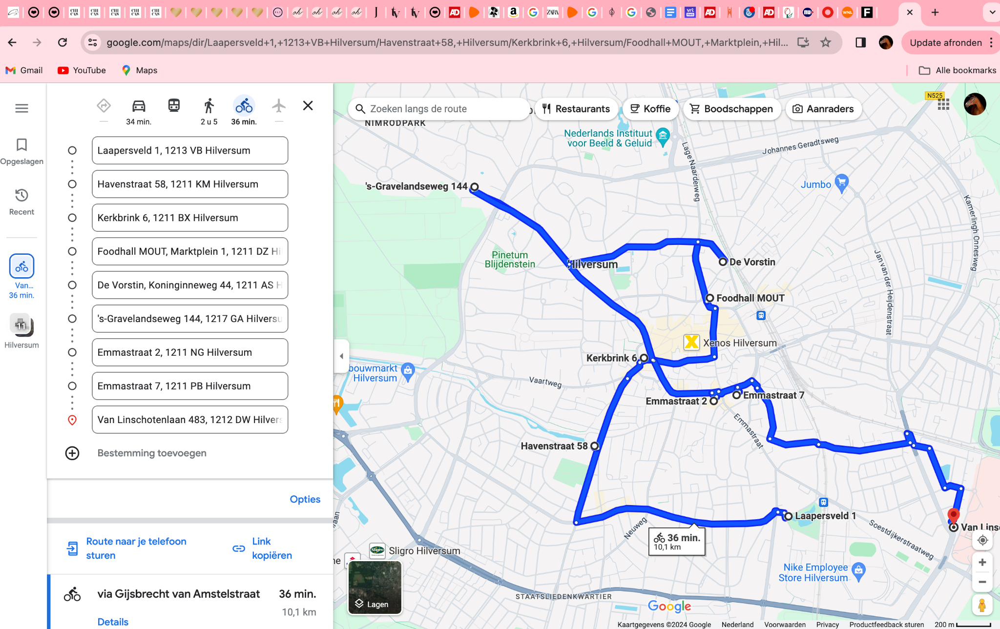 google.com/maps/dir/Laapersveld+1,+1213+VB+Hilversum/Havenstraat+58,+Hilversum/Kerkbrink+6,+Hilversum/Foodhall+MOUT,+Marktplein,+Hil...
Update afronden
Gmail
YouTube
Maps
Alle bookmarks
34 min.
2 u 5
36 min.
Opgeslagen
Recent
Van...
36 min.
11
Hilversum
Laapersveld 1, 1213 VB Hilversum
Havenstraat 58, 1211 KM Hilversum
Kerkbrink 6, 1211 BX Hilversum
Foodhall MOUT, Marktplein 1, 1211 DZ Hi
De Vorstin, Koninginneweg 44, 1211 AS H
's-Gravelandseweg 144, 1217 GA Hilversu
Emmastraat 2, 1211 NG Hilversum
Emmastraat 7, 1211 PB Hilversum
Van Linschotenlaan 483, 1212 DW Hilvers
Bestemming toevoegen
Opties
Route naar je telefoon
sturen
Link
kopiëren
via Gijsbrecht van Amstelstraat
36 min.
10,1 km
Details
Zoeken langs de route
Restaurants
Koffie
Boodschappen
Aanraders
N525
NIMRODPARK
Nederlands Instituut
voor Beeld & Geluid
Lage Naarderweg
Johannes Geradtsweg
Jumbo
Kamerlingh Onnesweg
's-Gravelandseweg 144
Pinetum
Blijdenstein
Hilversum
De Vorstin
Jan van der Heijdenstraat
Foodhall MOUT
Xenos Hilversum
Kerkbrink 6
bouwmarkt
Hilversum
Vaartweg
Emmastraat 2
Emmastraat 7
Emmastraat
Havenstraat 58
Laapersveld 1
Neuweg
36 min.
10,1 km
Soestdijkerstraatweg
Van Lins
Sligro
Sligro Hilversum
Nike Employee
Store Hilversum
STAATSLIEDENKWARTIER
Lagen
Google
Kaartgegevens ©2024 Google
Nederland
Voorwaarden
Privacy
Productfeedback sturen
200 m